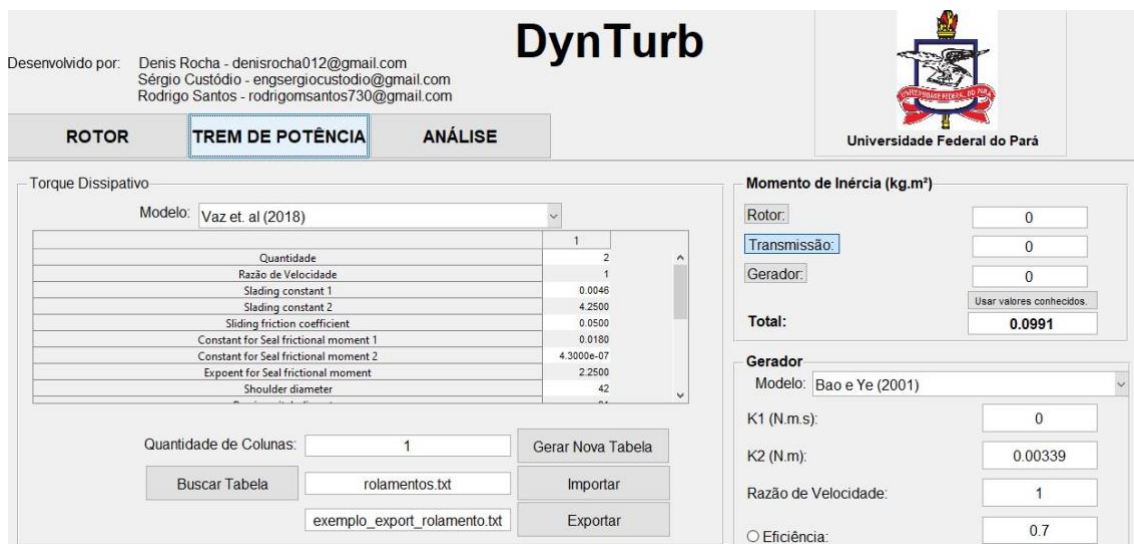 DynTurb
Desenvolvido por: Denis Rocha - denisrocha012@gmail.com
Sérgio Custódio - engsergiocustodio@gmail.com
Rodrigo Santos - rodrigomsantos730@gmail.com
UNIVERSIDADE FEDERAL DO PARÁ
Universidade Federal do Pará
ROTOR TREM DE POTÊNCIA ANÁLISE
Torque Dissipativo
Modelo: Vaz et. al (2018)
1
Quantidade 2
Razão de Velocidade 1
Slading constant 1 0.0046
Slading constant 2 4.2500
Sliding friction coefficient 0.0500
Constant for Seal frictional moment 1 0.0180
Constant for Seal frictional moment 2 4.3000e-07
Expoent for Seal frictional moment 2.2500
Shoulder diameter 42
Quantidade de Colunas: 1 Gerar Nova Tabela
Buscar Tabela rolamentos.txt Importar
exemplo_export_rolamento.txt Exportar
Momento de Inércia (kg.m²)
Rotor: 0
Transmissão: 0
Gerador: 0
Usar valores conhecidos.
Total: 0.0991
Gerador
Modelo: Bao e Ye (2001)
K1 (N.m.s): 0
K2 (N.m): 0.00339
Razão de Velocidade: 1
Eficiência: 0.7